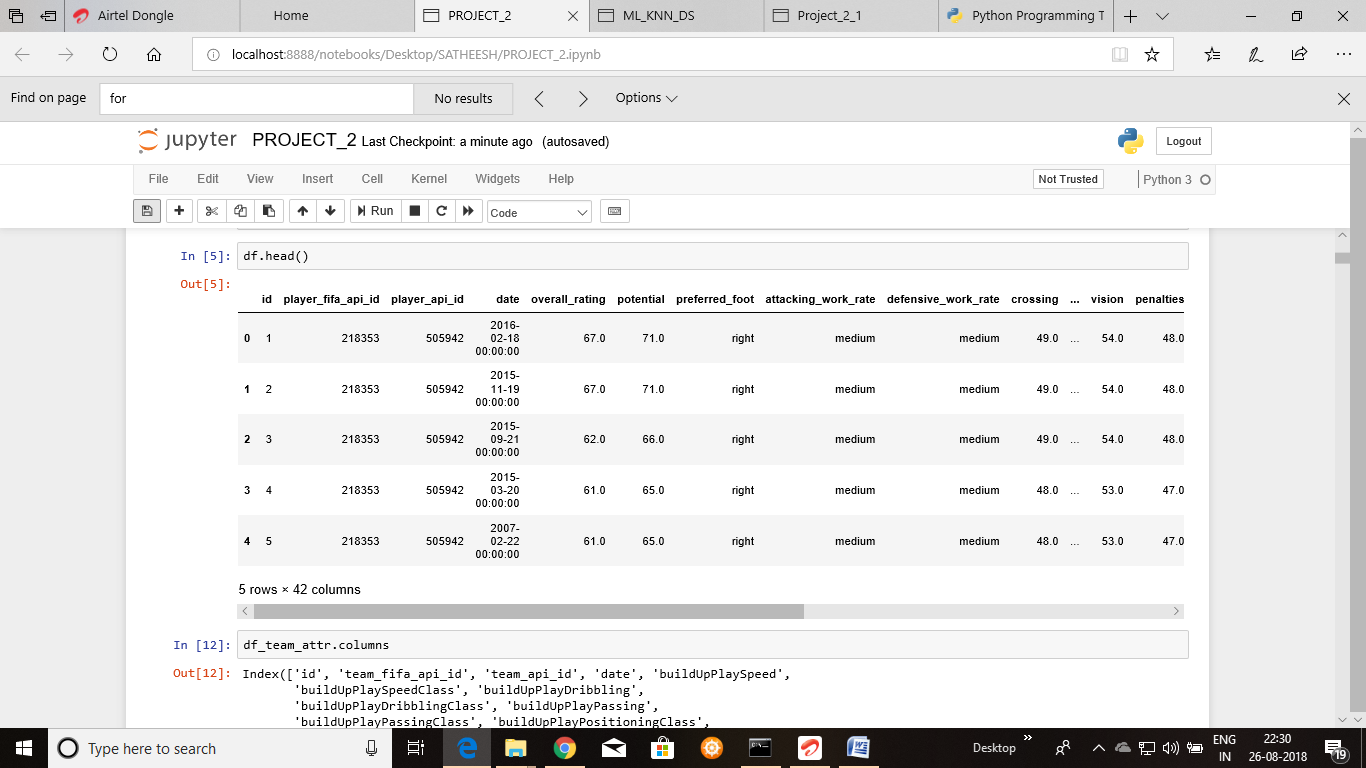 Airtel Dongle Home PROJECT_2 ML_KNN_DS Project_2_1 Python Programming T
localhost:8888/notebooks/Desktop/SATHEESH/PROJECT_2.ipynb
Find on page for No results Options
jupyter PROJECT_2 Last Checkpoint: a minute ago (autosaved) Logout
File Edit View Insert Cell Kernel Widgets Help Not Trusted Python 3
Run Code
In [5]: df.head()
Out[5]:
id player_fifa_api_id player_api_id date overall_rating potential preferred_foot attacking_work_rate defensive_work_rate crossing ... vision penalties
0 1 218353 505942 2016-02-18 00:00:00 67.0 71.0 right medium medium 49.0 ... 54.0 48.0
1 2 218353 505942 2015-11-19 00:00:00 67.0 71.0 right medium medium 49.0 ... 54.0 48.0
2 3 218353 505942 2015-09-21 00:00:00 62.0 66.0 right medium medium 49.0 ... 54.0 48.0
3 4 218353 505942 2015-03-20 00:00:00 61.0 65.0 right medium medium 48.0 ... 53.0 47.0
4 5 218353 505942 2007-02-22 00:00:00 61.0 65.0 right medium medium 48.0 ... 53.0 47.0
5 rows × 42 columns
In [12]: df_team_attr.columns
Out[12]: Index(['id', 'team_fifa_api_id', 'team_api_id', 'date', 'buildUpPlaySpeed',
'buildUpPlaySpeedClass', 'buildUpPlayDribbling',
'buildUpPlayDribblingClass', 'buildUpPlayPassing',
'buildUpPlayPassingClass', 'buildUpPlayPositioningClass',
Type here to search Desktop ENG IN 22:30 26-08-2018 19